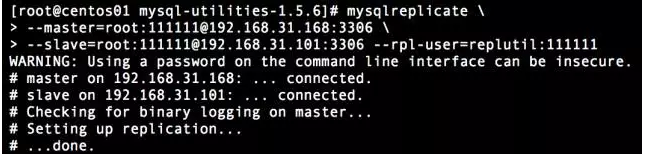 [root@centos01 mysql-utilities-1.5.6]# mysqlreplicate \
> --master=root:111111@192.168.31.168:3306 \
> --slave=root:111111@192.168.31.101:3306 --rpl-user=replutil:111111
WARNING: Using a password on the command line interface can be insecure.
# master on 192.168.31.168: ... connected.
# slave on 192.168.31.101: ... connected.
# Checking for binary logging on master...
# Setting up replication...
# ...done.